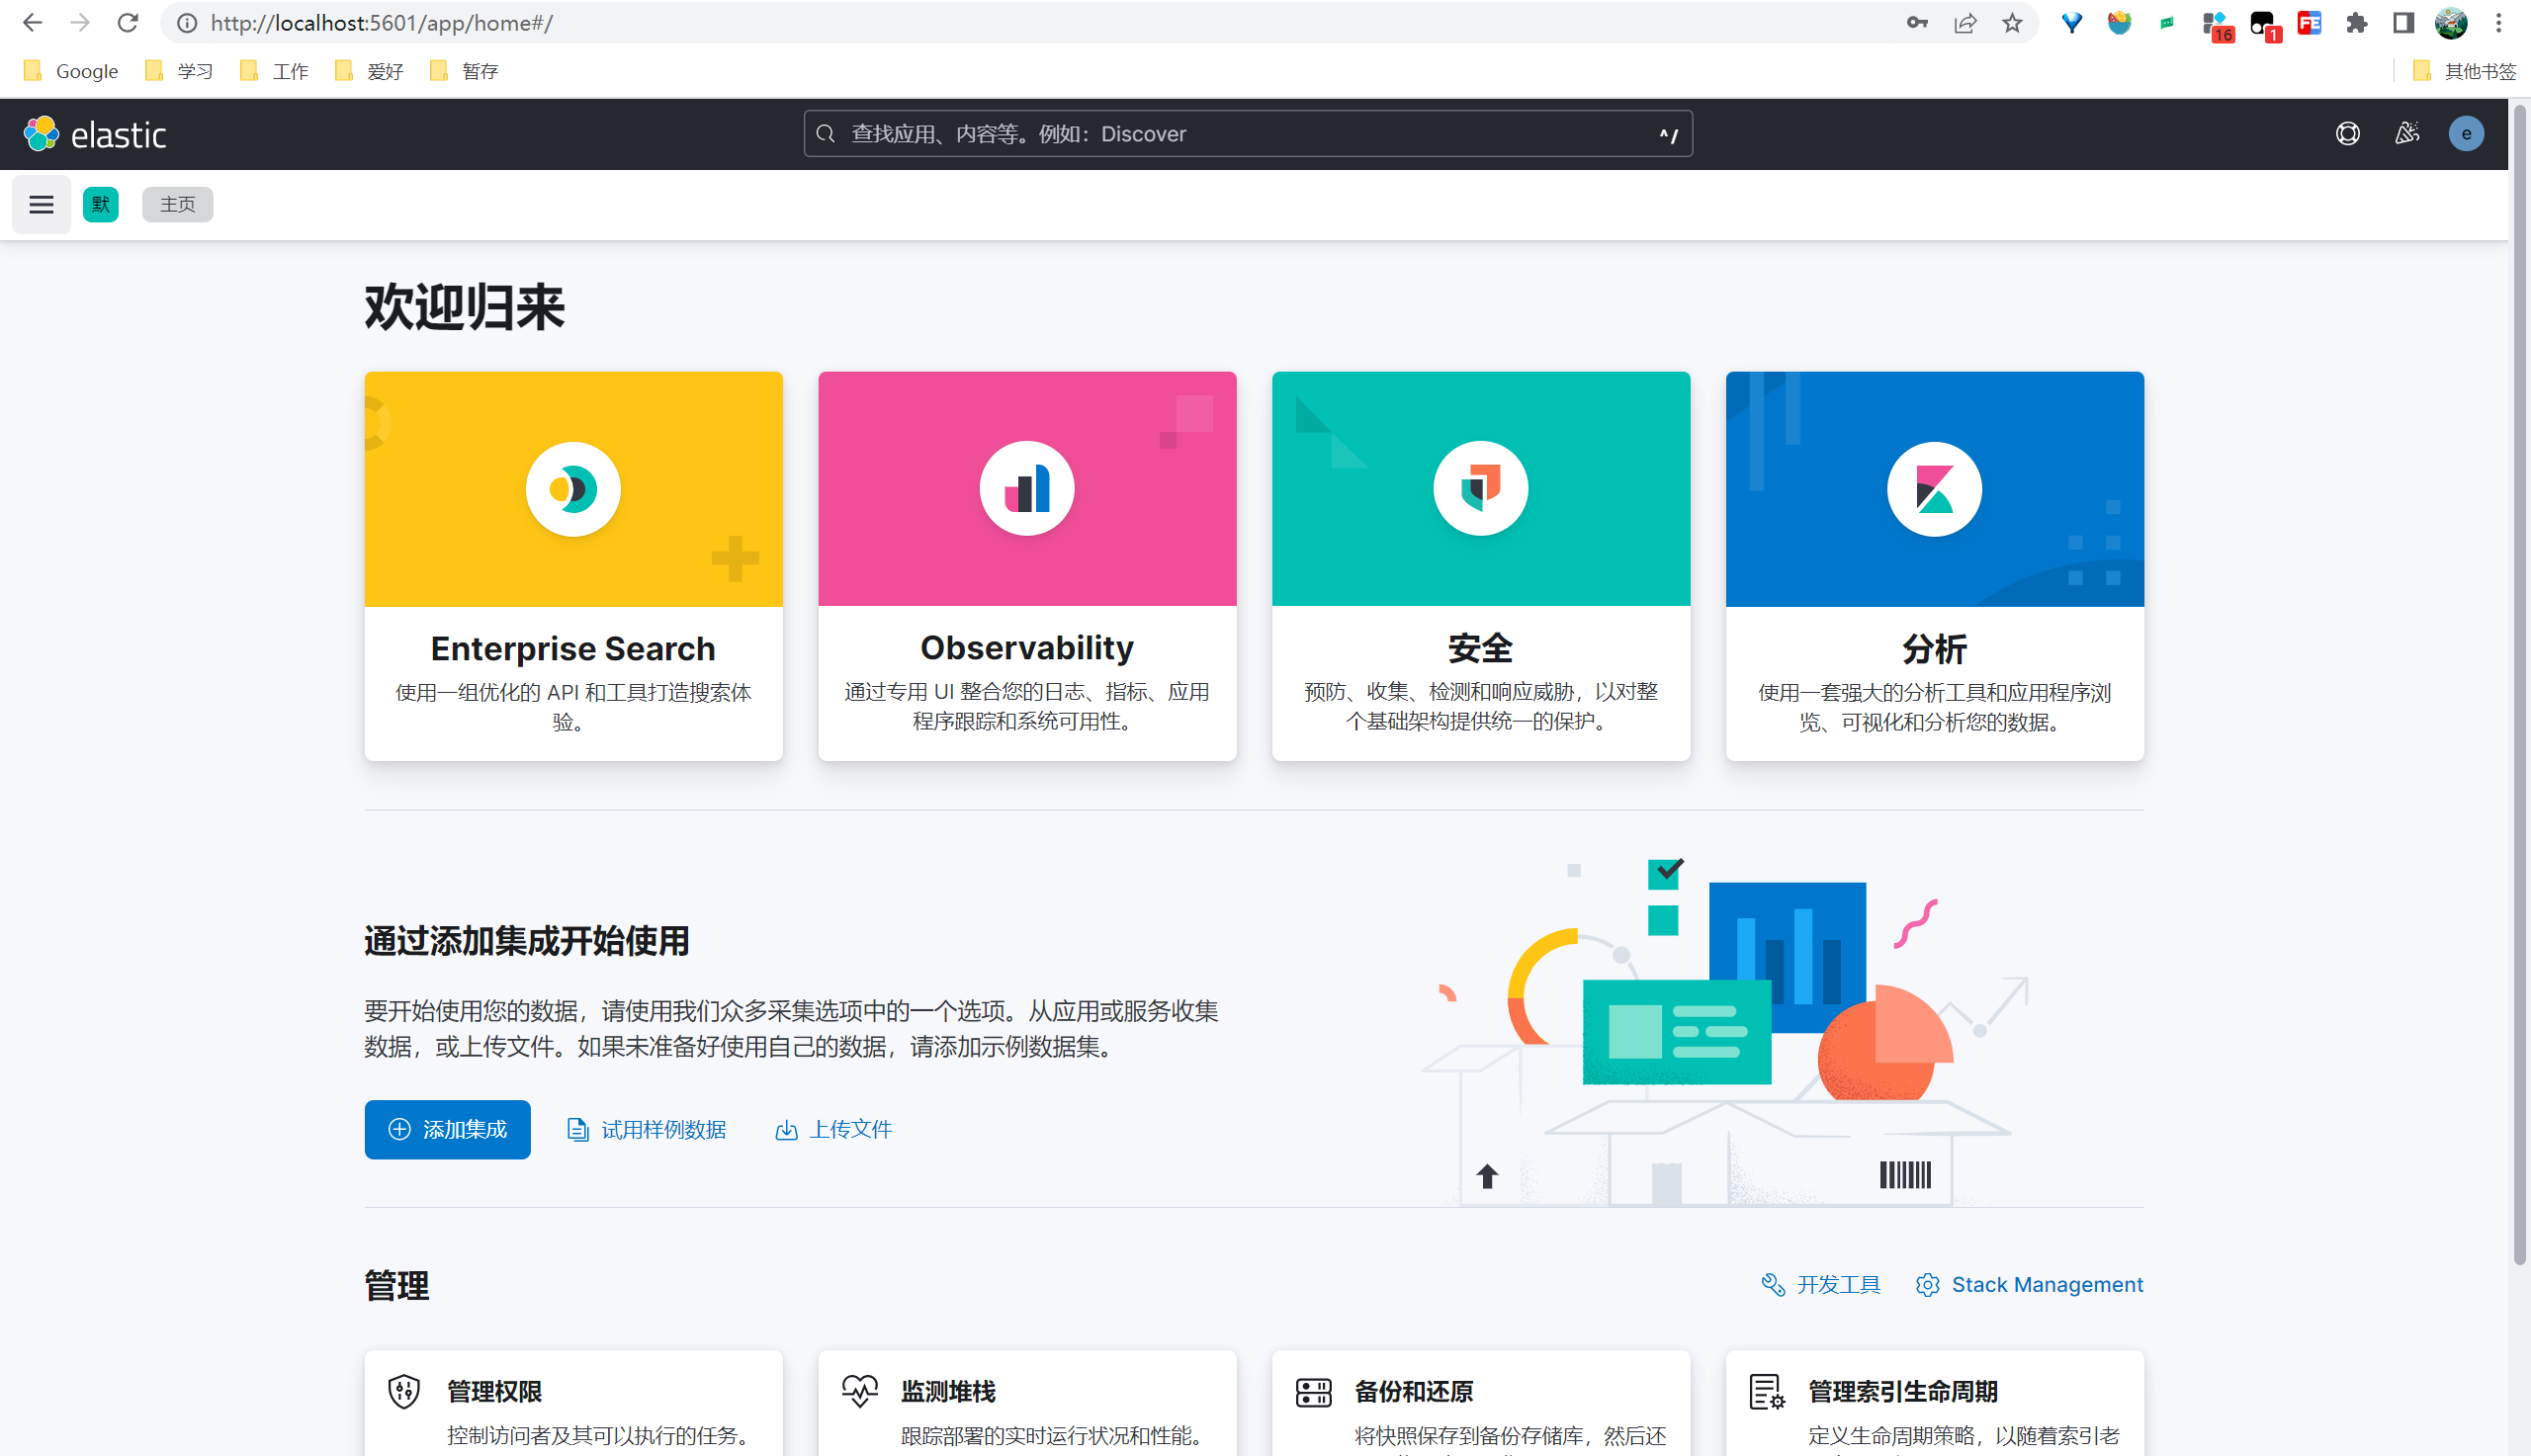 http://localhost:5601/app/home#/
16
1
FE
Google
学习
工作
爱好
暂存
其他书签
elastic
查找应用、内容等。例如：Discover
^/
e
默
主页
欢迎归来
Enterprise Search
使用一组优化的 API 和工具打造搜索体
验。
Observability
通过专用 UI 整合您的日志、指标、应用
程序跟踪和系统可用性。
安全
预防、收集、检测和响应威胁，以对整
个基础架构提供统一的保护。
分析
使用一套强大的分析工具和应用程序浏
览、可视化和分析您的数据。
通过添加集成开始使用
要开始使用您的数据，请使用我们众多采集选项中的一个选项。从应用或服务收集
数据，或上传文件。如果未准备好使用自己的数据，请添加示例数据集。
添加集成
试用样例数据
上传文件
管理
开发工具
Stack Management
管理权限
控制访问者及其可以执行的任务。
监测堆栈
跟踪部署的实时运行状况和性能。
备份和还原
将快照保存到备份存储库，然后还
管理索引生命周期
定义生命周期策略，以随着索引老